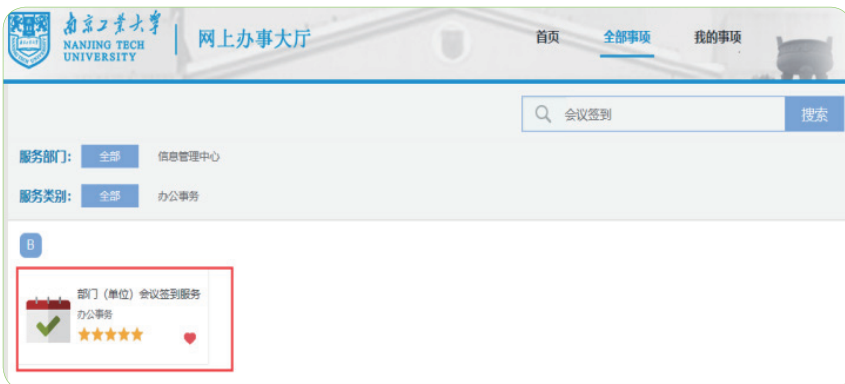 南京工业大学
NANJING TECH
UNIVERSITY
网上办事大厅
首页 全部事项 我的事项
会议签到 搜索
服务部门： 全部 信息管理中心
服务类别： 全部 办公事务
B
部门（单位）会议签到服务
办公事务